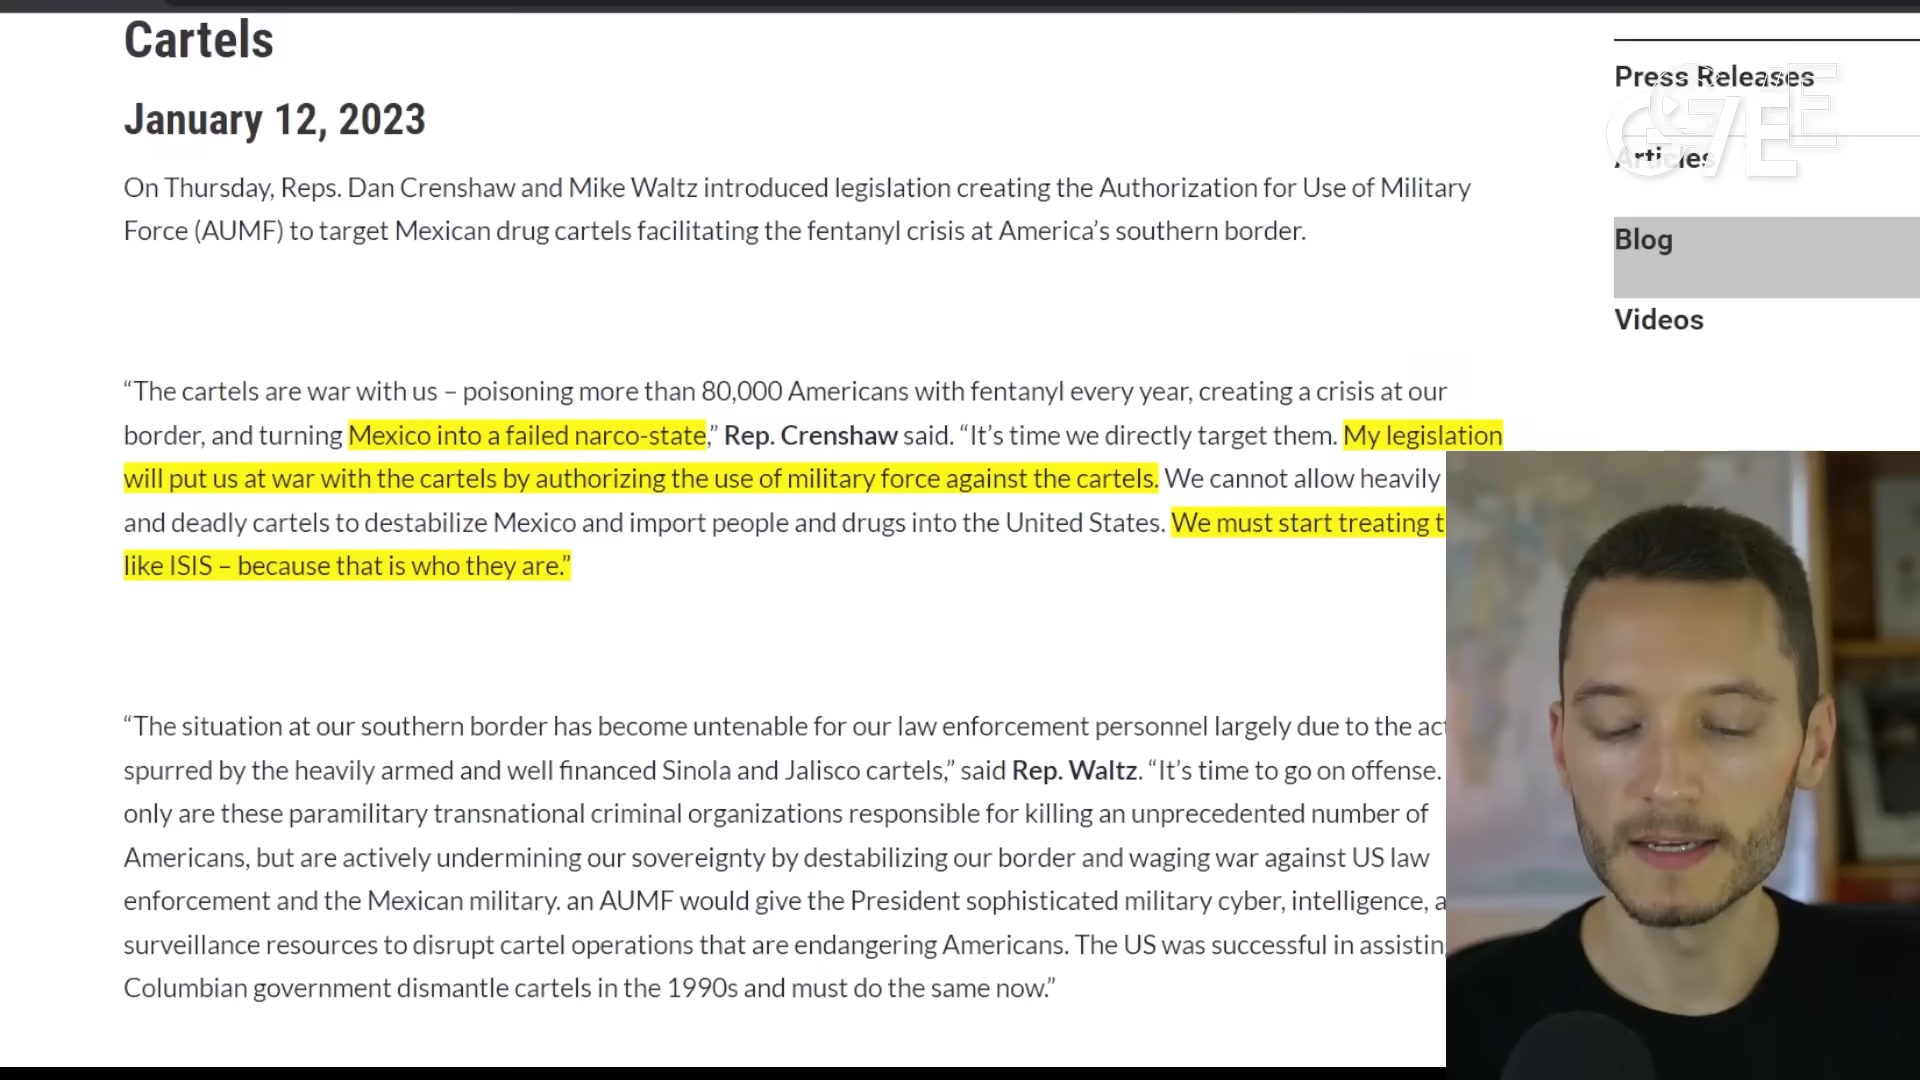 Cartels
January 12, 2023
On Thursday, Reps. Dan Crenshaw and Mike Waltz introduced legislation creating the Authorization for Use of Military
Force (AUMF) to target Mexican drug cartels facilitating the fentanyl crisis at America’s southern border.
“The cartels are war with us – poisoning more than 80,000 Americans with fentanyl every year, creating a crisis at our
border, and turning Mexico into a failed narco-state,” Rep. Crenshaw said. “It’s time we directly target them. My legislation
will put us at war with the cartels by authorizing the use of military force against the cartels. We cannot allow heavily
and deadly cartels to destabilize Mexico and import people and drugs into the United States. We must start treating t
like ISIS – because that is who they are.”
“The situation at our southern border has become untenable for our law enforcement personnel largely due to the act
spurred by the heavily armed and well financed Sinola and Jalisco cartels,” said Rep. Waltz. “It’s time to go on offense.
only are these paramilitary transnational criminal organizations responsible for killing an unprecedented number of
Americans, but are actively undermining our sovereignty by destabilizing our border and waging war against US law
enforcement and the Mexican military. an AUMF would give the President sophisticated military cyber, intelligence, a
surveillance resources to disrupt cartel operations that are endangering Americans. The US was successful in assistin
Columbian government dismantle cartels in the 1990s and must do the same now.”
Press Releases
Articles
Blog
Videos